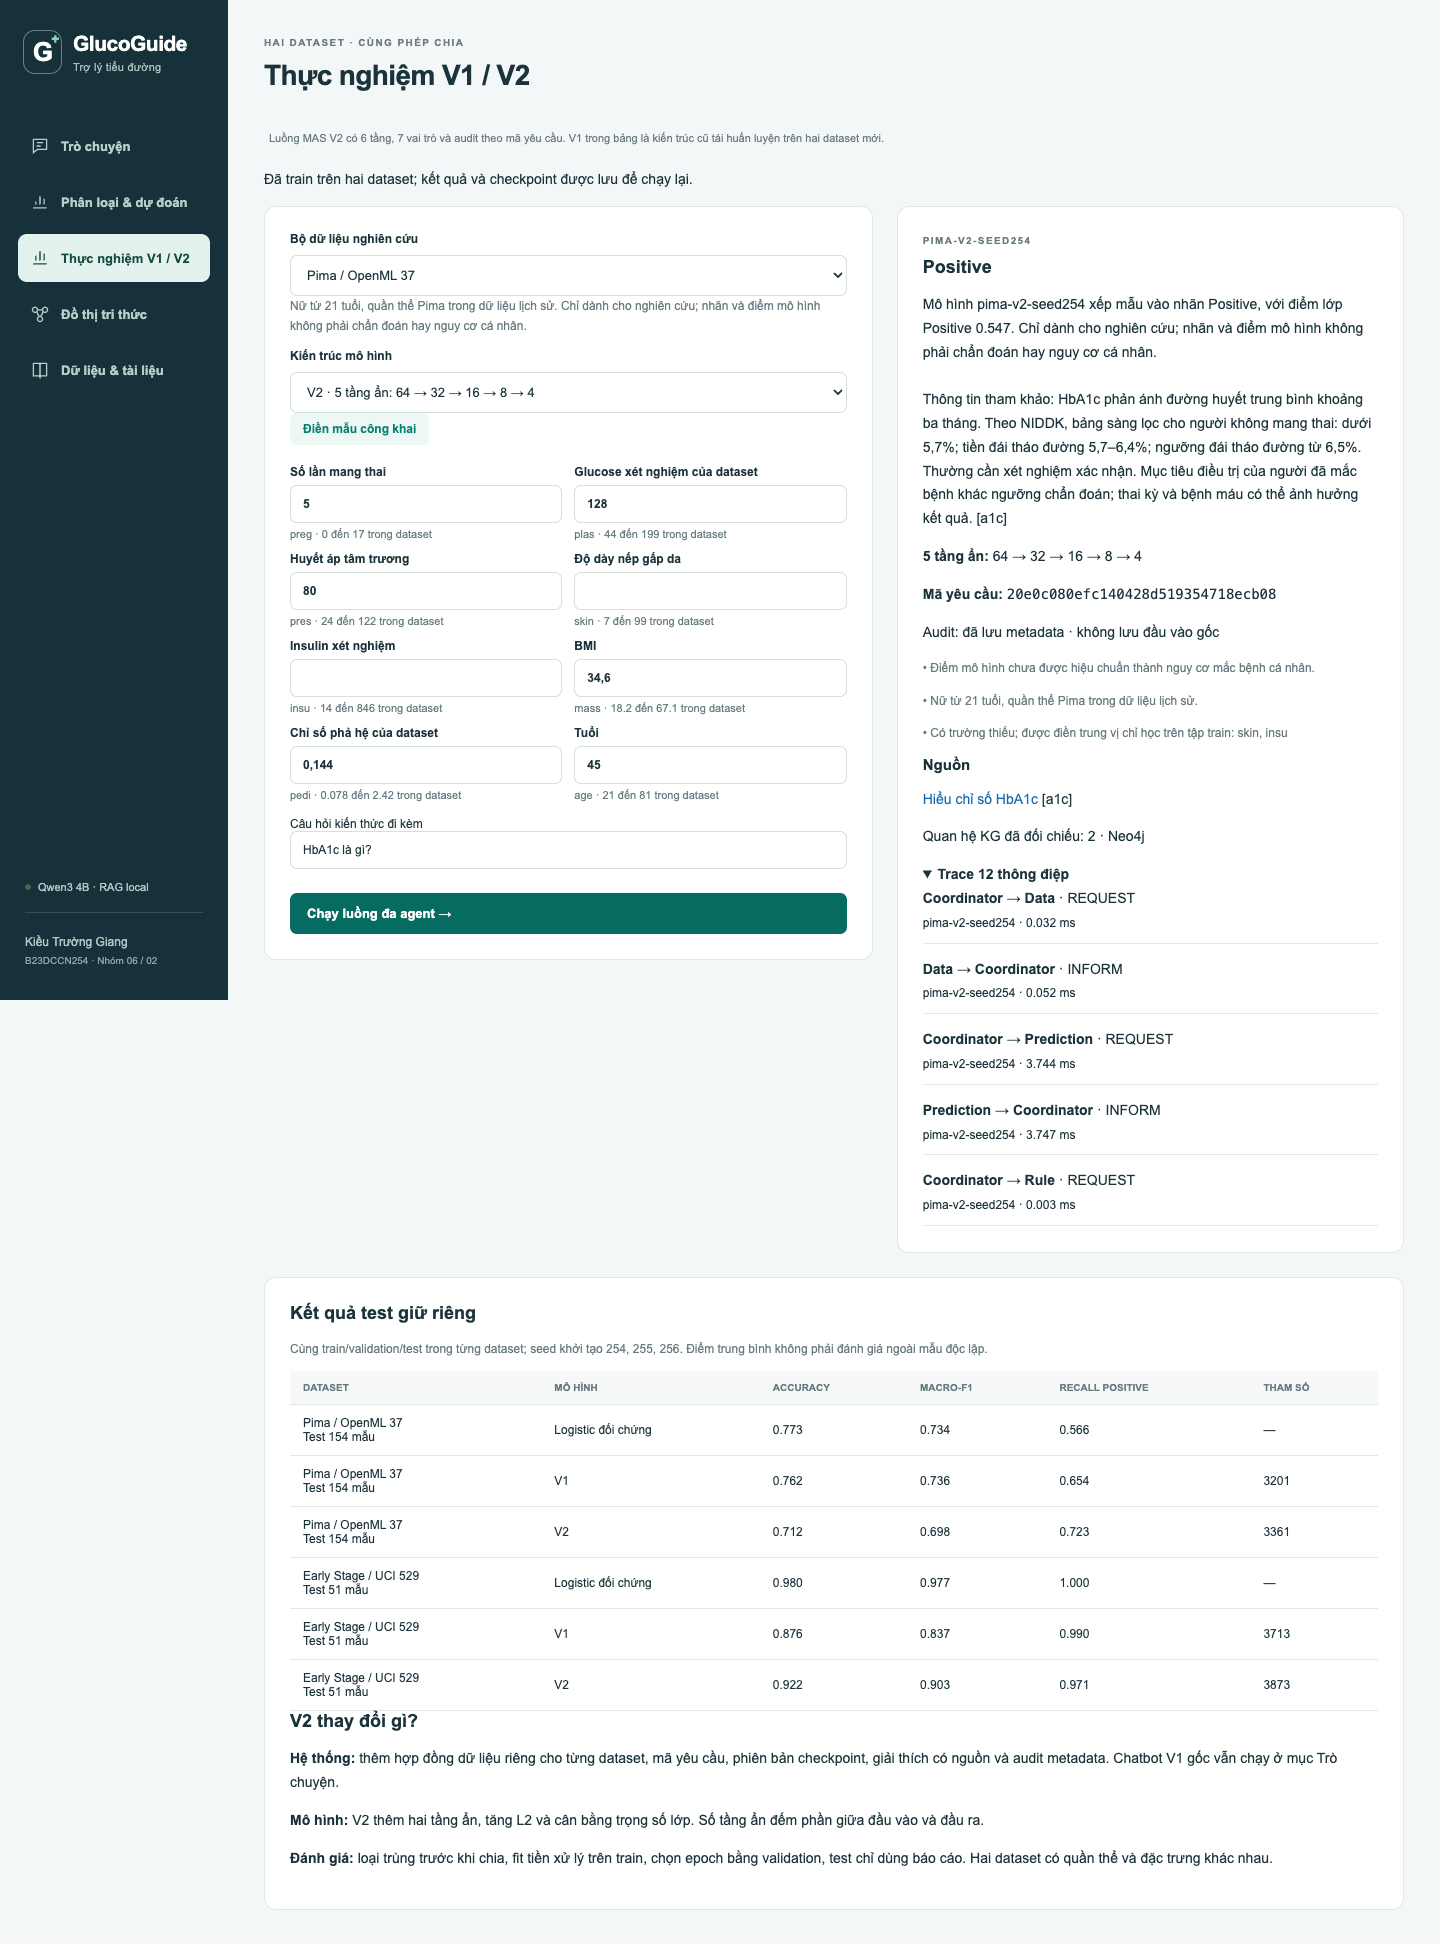 G+
GlucoGuide
Trợ lý tiểu đường
Trò chuyện
Phân loại & dự đoán
Thực nghiệm V1 / V2
Đồ thị tri thức
Dữ liệu & tài liệu
Qwen3 4B · RAG local
Kiều Trường Giang
B23DCCN254 · Nhóm 06 / 02
HAI DATASET · CÙNG PHÉP CHIA
Thực nghiệm V1 / V2
Luồng MAS V2 có 6 tầng, 7 vai trò và audit theo mã yêu cầu. V1 trong bảng là kiến trúc cũ tái huấn luyện trên hai dataset mới.
Đã train trên hai dataset; kết quả và checkpoint được lưu để chạy lại.
Bộ dữ liệu nghiên cứu
Pima / OpenML 37
Nữ từ 21 tuổi, quần thể Pima trong dữ liệu lịch sử. Chỉ dành cho nghiên cứu; nhãn và điểm mô hình
không phải chẩn đoán hay nguy cơ cá nhân.
Kiến trúc mô hình
V2 · 5 tầng ẩn: 64 → 32 → 16 → 8 → 4
Điền mẫu công khai
Số lần mang thai
5
preg · 0 đến 17 trong dataset
Glucose xét nghiệm của dataset
128
plas · 44 đến 199 trong dataset
Huyết áp tâm trương
80
pres · 24 đến 122 trong dataset
Độ dày nếp gấp da
skin · 7 đến 99 trong dataset
Insulin xét nghiệm
insu · 14 đến 846 trong dataset
BMI
34,6
mass · 18.2 đến 67.1 trong dataset
Chỉ số phả hệ của dataset
0,144
pedi · 0.078 đến 2.42 trong dataset
Tuổi
45
age · 21 đến 81 trong dataset
Câu hỏi kiến thức đi kèm
HbA1c là gì?
Chạy luồng đa agent →
PIMA-V2-SEED254
Positive
Mô hình pima-v2-seed254 xếp mẫu vào nhãn Positive, với điểm lớp
Positive 0.547. Chỉ dành cho nghiên cứu; nhãn và điểm mô hình không
phải chẩn đoán hay nguy cơ cá nhân.
Thông tin tham khảo: HbA1c phản ánh đường huyết trung bình khoảng
ba tháng. Theo NIDDK, bảng sàng lọc cho người không mang thai: dưới
5,7%; tiền đái tháo đường 5,7–6,4%; ngưỡng đái tháo đường từ 6,5%.
Thường cần xét nghiệm xác nhận. Mục tiêu điều trị của người đã mắc
bệnh khác ngưỡng chẩn đoán; thai kỳ và bệnh máu có thể ảnh hưởng
kết quả. [a1c]
5 tầng ẩn: 64 → 32 → 16 → 8 → 4
Mã yêu cầu: 20e0c080efc140428d519354718ecb08
Audit: đã lưu metadata · không lưu đầu vào gốc
• Điểm mô hình chưa được hiệu chuẩn thành nguy cơ mắc bệnh cá nhân.
• Nữ từ 21 tuổi, quần thể Pima trong dữ liệu lịch sử.
• Có trường thiếu; được điền trung vị chỉ học trên tập train: skin, insu
Nguồn
Hiểu chỉ số HbA1c [a1c]
Quan hệ KG đã đối chiếu: 2 · Neo4j
▼ Trace 12 thông điệp
Coordinator → Data · REQUEST
pima-v2-seed254 · 0.032 ms
Data → Coordinator · INFORM
pima-v2-seed254 · 0.052 ms
Coordinator → Prediction · REQUEST
pima-v2-seed254 · 3.744 ms
Prediction → Coordinator · INFORM
pima-v2-seed254 · 3.747 ms
Coordinator → Rule · REQUEST
pima-v2-seed254 · 0.003 ms
Kết quả test giữ riêng
Cùng train/validation/test trong từng dataset; seed khởi tạo 254, 255, 256. Điểm trung bình không phải đánh giá ngoài mẫu độc lập.
DATASET MÔ HÌNH ACCURACY MACRO-F1 RECALL POSITIVE THAM SỐ
Pima / OpenML 37
Test 154 mẫu
Logistic đối chứng 0.773 0.734 0.566 —
Pima / OpenML 37
Test 154 mẫu
V1 0.762 0.736 0.654 3201
Pima / OpenML 37
Test 154 mẫu
V2 0.712 0.698 0.723 3361
Early Stage / UCI 529
Test 51 mẫu
Logistic đối chứng 0.980 0.977 1.000 —
Early Stage / UCI 529
Test 51 mẫu
V1 0.876 0.837 0.990 3713
Early Stage / UCI 529
Test 51 mẫu
V2 0.922 0.903 0.971 3873
V2 thay đổi gì?
Hệ thống: thêm hợp đồng dữ liệu riêng cho từng dataset, mã yêu cầu, phiên bản checkpoint, giải thích có nguồn và audit metadata. Chatbot V1 gốc vẫn chạy ở mục Trò
chuyện.
Mô hình: V2 thêm hai tầng ẩn, tăng L2 và cân bằng trọng số lớp. Số tầng ẩn đếm phần giữa đầu vào và đầu ra.
Đánh giá: loại trùng trước khi chia, fit tiền xử lý trên train, chọn epoch bằng validation, test chỉ dùng báo cáo. Hai dataset có quần thể và đặc trưng khác nhau.